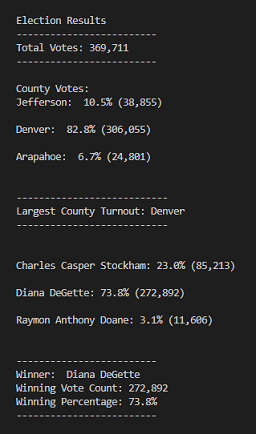 Election Results
-------------------------
Total Votes: 369,711
-------------------------
County Votes:
Jefferson:  10.5% (38,855)
Denver:  82.8% (306,055)
Arapahoe:  6.7% (24,801)
---------------------------
Largest County Turnout: Denver
---------------------------
Charles Casper Stockham: 23.0% (85,213)
Diana DeGette: 73.8% (272,892)
Raymon Anthony Doane: 3.1% (11,606)
-------------------------
Winner:  Diana DeGette
Winning Vote Count: 272,892
Winning Percentage: 73.8%
-------------------------